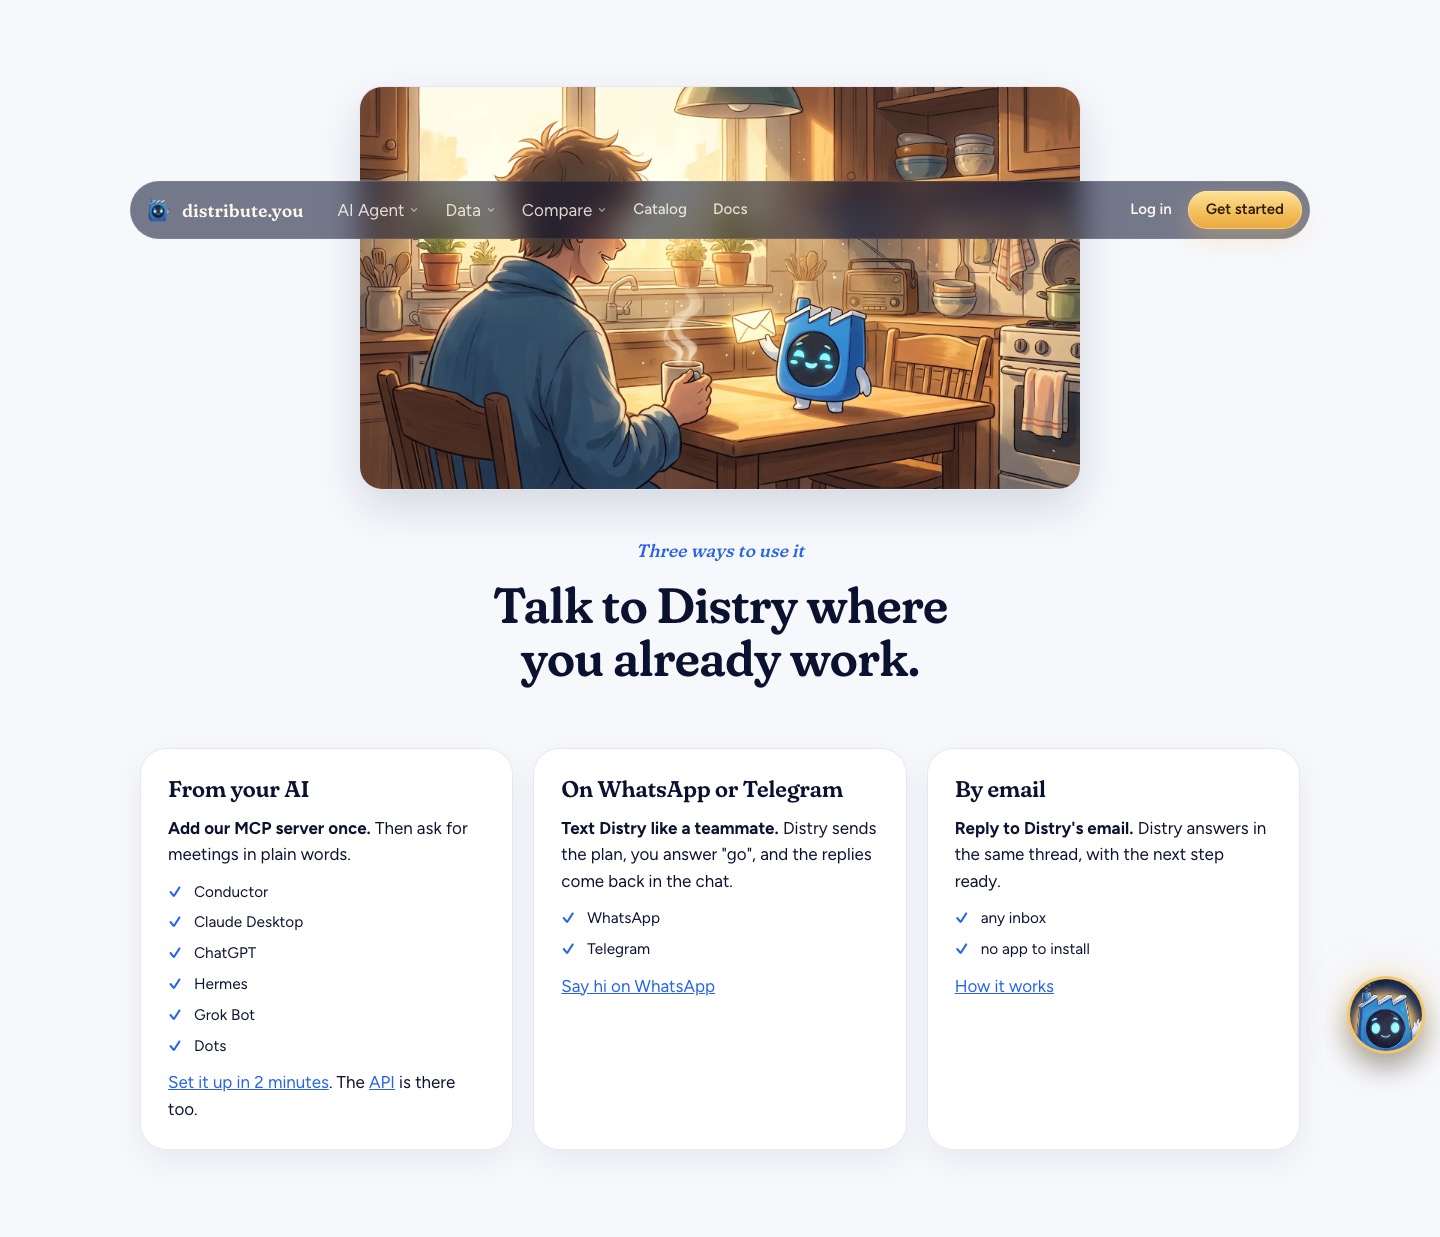 distribute.you
AI Agent
Data
Compare
Catalog
Docs
Log in
Get started
Three ways to use it
Talk to Distry where
you already work.
From your AI
Add our MCP server once. Then ask for
meetings in plain words.
Conductor
Claude Desktop
ChatGPT
Hermes
Grok Bot
Dots
Set it up in 2 minutes. The API is there
too.
On WhatsApp or Telegram
Text Distry like a teammate. Distry sends
the plan, you answer "go", and the replies
come back in the chat.
WhatsApp
Telegram
Say hi on WhatsApp
By email
Reply to Distry's email. Distry answers in
the same thread, with the next step
ready.
any inbox
no app to install
How it works